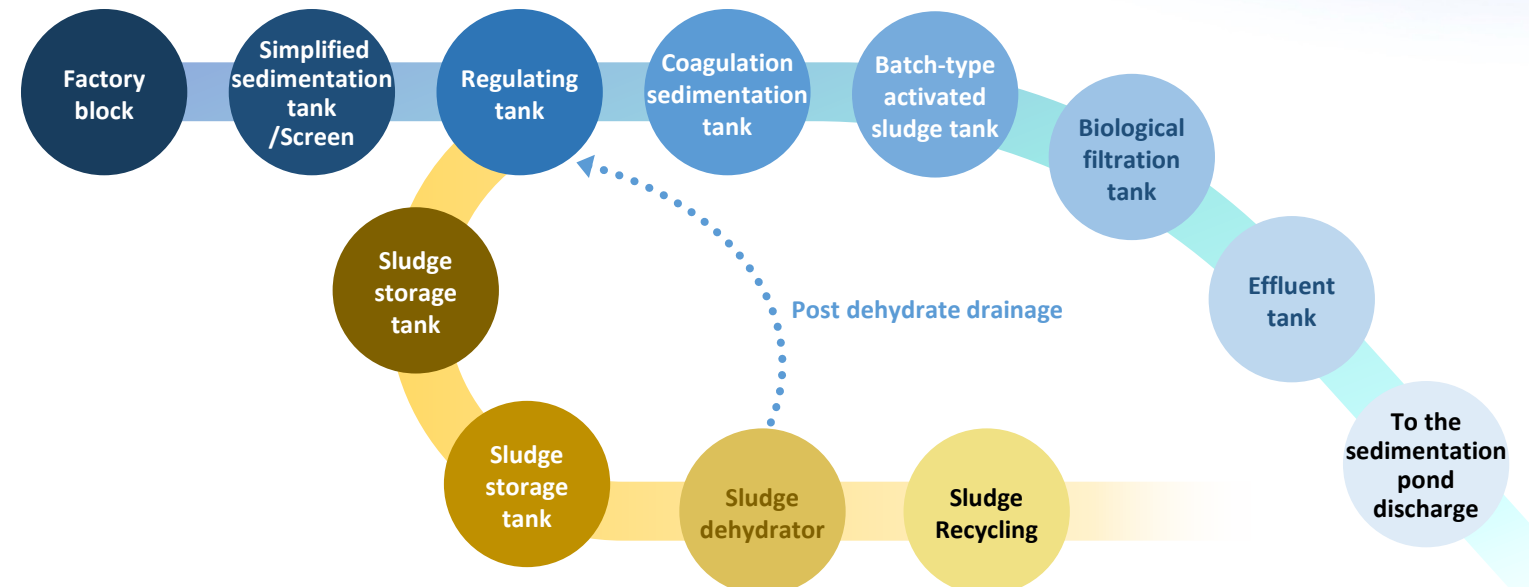 Factory
block
Simplified
sedimentation
tank
/Screen
Regulating
tank
Coagulation
sedimentation
tank
Batch-type
activated
sludge tank
Biological
filtration
tank
Effluent
tank
To the
sedimentation
pond
discharge
Sludge
storage
tank
Post dehydrate drainage
Sludge
storage
tank
Sludge
dehydrator
Sludge
Recycling